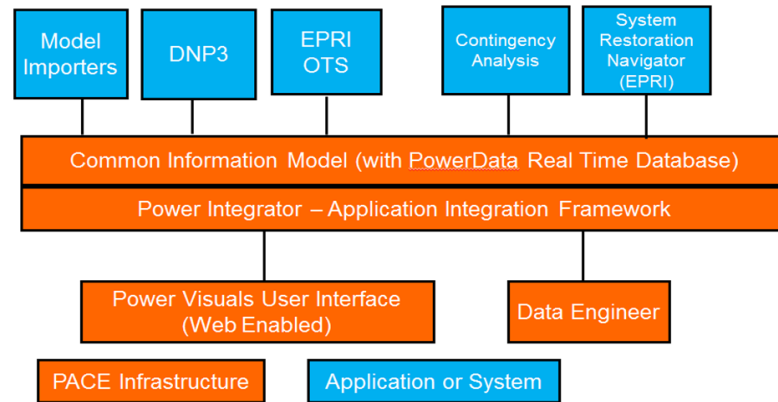 Model
Importers
DNP3
EPRI
OTS
Contingency
Analysis
System
Restoration
Navigator
(EPRI)
Common Information Model (with PowerData Real Time Database)
Power Integrator – Application Integration Framework
Power Visuals User Interface
(Web Enabled)
Data Engineer
PACE Infrastructure
Application or System